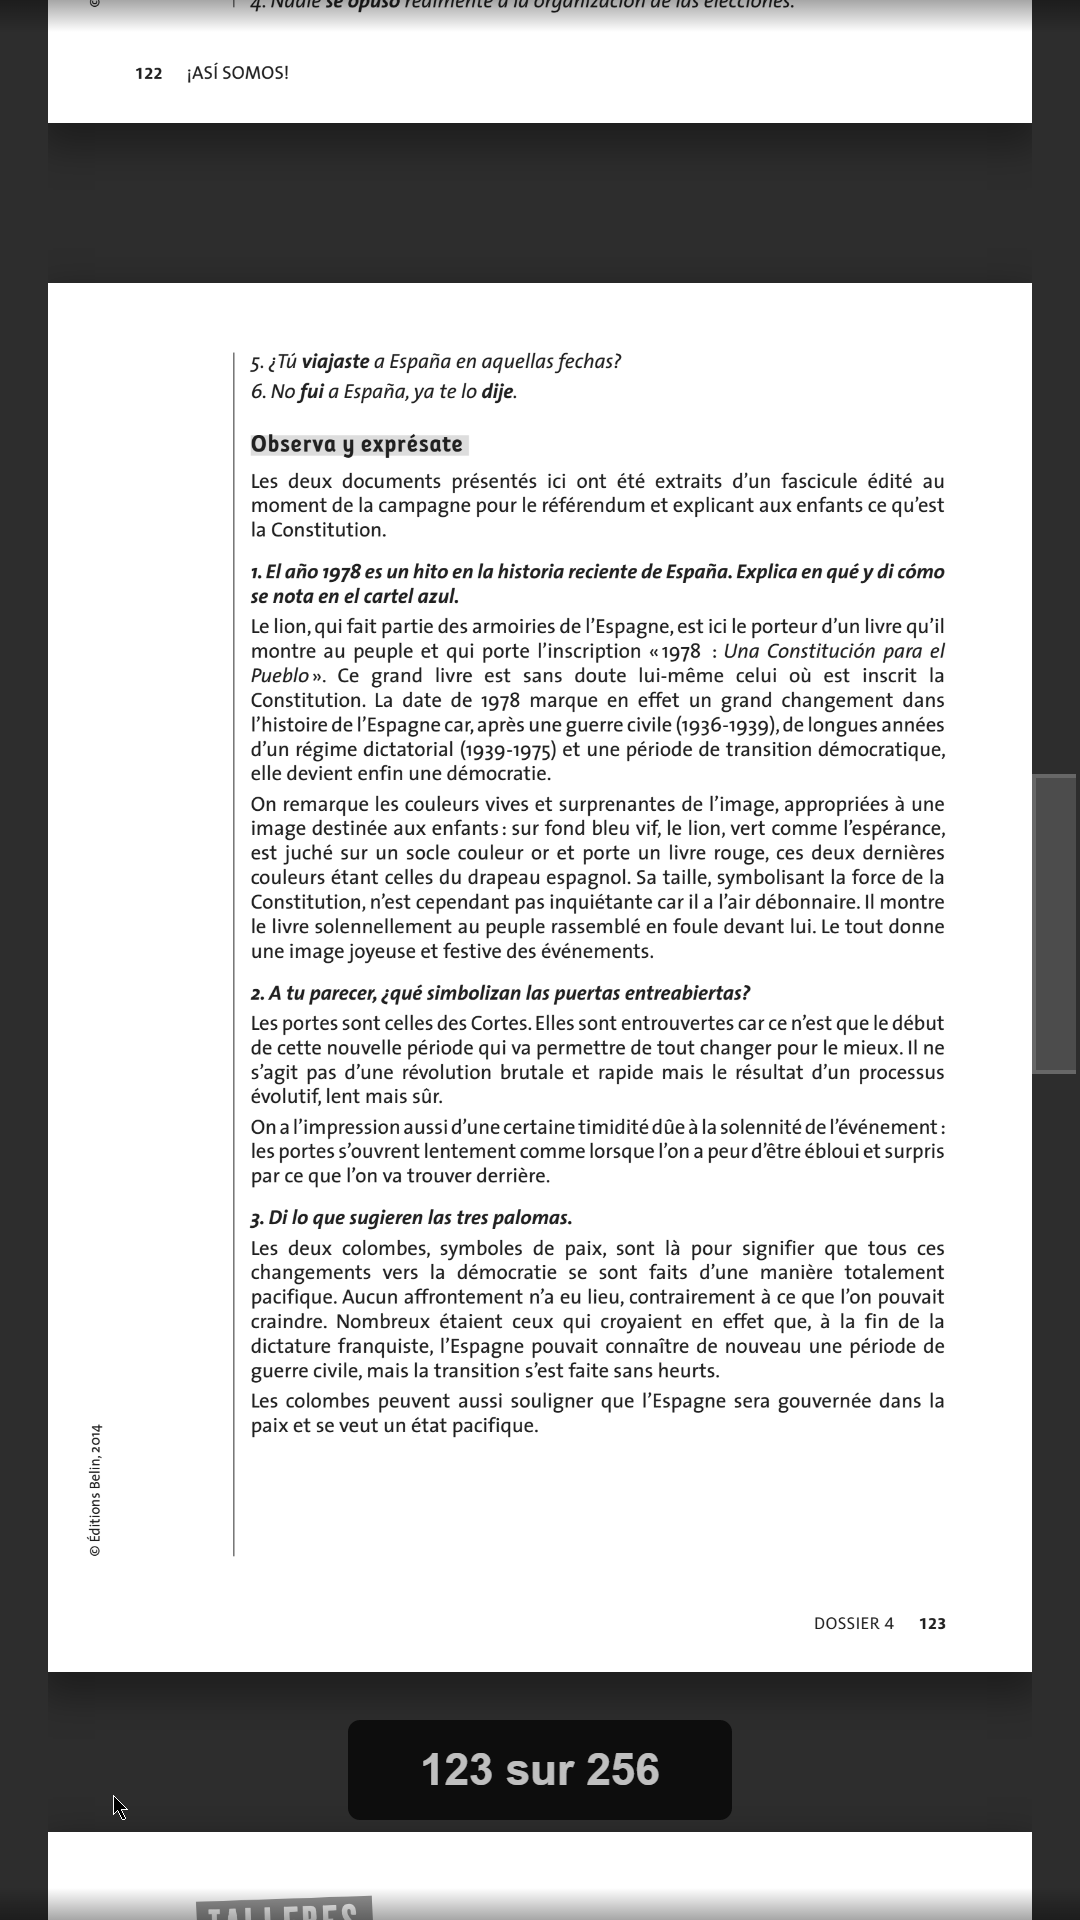 4. Nadie se opuso realmente a la organización de las elecciones.
122 ¡ASÍ SOMOS!
5. ¿Tú viajaste a España en aquellas fechas?
6. No fui a España, ya te lo dije.
Observa y exprésate
Les deux documents présentés ici ont été extraits d’un fascicule édité au
moment de la campagne pour le référendum et explicant aux enfants ce qu’est
la Constitution.
1. El año 1978 es un hito en la historia reciente de España. Explica en qué y di cómo
se nota en el cartel azul.
Le lion, qui fait partie des armoiries de l’Espagne, est ici le porteur d’un livre qu’il
montre au peuple et qui porte l’inscription «1978 : Una Constitución para el
Pueblo». Ce grand livre est sans doute lui-même celui où est inscrit la
Constitution. La date de 1978 marque en effet un grand changement dans
l’histoire de l’Espagne car, après une guerre civile (1936-1939), de longues années
d’un régime dictatorial (1939-1975) et une période de transition démocratique,
elle devient enfin une démocratie.
On remarque les couleurs vives et surprenantes de l’image, appropriées à une
image destinée aux enfants : sur fond bleu vif, le lion, vert comme l’espérance,
est juché sur un socle couleur or et porte un livre rouge, ces deux dernières
couleurs étant celles du drapeau espagnol. Sa taille, symbolisant la force de la
Constitution, n’est cependant pas inquiétante car il a l’air débonnaire. Il montre
le livre solennellement au peuple rassemblé en foule devant lui. Le tout donne
une image joyeuse et festive des événements.
2. A tu parecer, ¿qué simbolizan las puertas entreabiertas?
Les portes sont celles des Cortes. Elles sont entrouvertes car ce n’est que le début
de cette nouvelle période qui va permettre de tout changer pour le mieux. Il ne
s’agit pas d’une révolution brutale et rapide mais le résultat d’un processus
évolutif, lent mais sûr.
On a l’impression aussi d’une certaine timidité dûe à la solennité de l’événement :
les portes s’ouvrent lentement comme lorsque l’on a peur d’être ébloui et surpris
par ce que l’on va trouver derrière.
3. Di lo que sugieren las tres palomas.
Les deux colombes, symboles de paix, sont là pour signifier que tous ces
changements vers la démocratie se sont faits d’une manière totalement
pacifique. Aucun affrontement n’a eu lieu, contrairement à ce que l’on pouvait
craindre. Nombreux étaient ceux qui croyaient en effet que, à la fin de la
dictature franquiste, l’Espagne pouvait connaître de nouveau une période de
guerre civile, mais la transition s’est faite sans heurts.
Les colombes peuvent aussi souligner que l’Espagne sera gouvernée dans la
paix et se veut un état pacifique.
© Éditions Belin, 2014
DOSSIER 4 123
123 sur 256
TALLERES